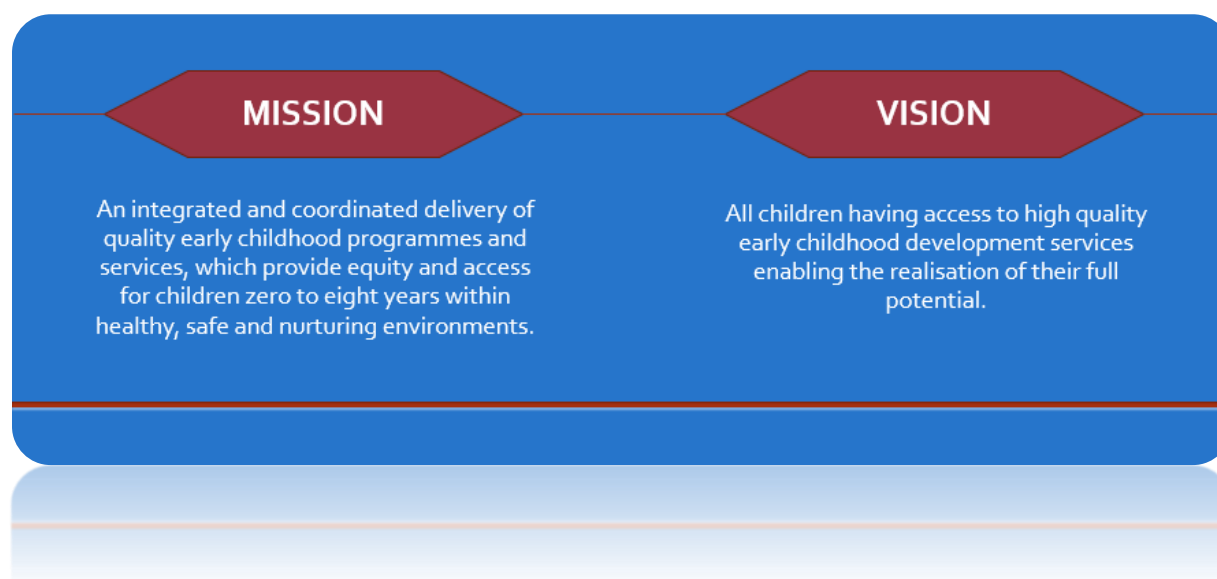 MISSION
An integrated and coordinated delivery of
quality early childhood programmes and
services, which provide equity and access
for children zero to eight years within
healthy, safe and nurturing environments.
VISION
All children having access to high quality
early childhood development services
enabling the realisation of their full
potential.